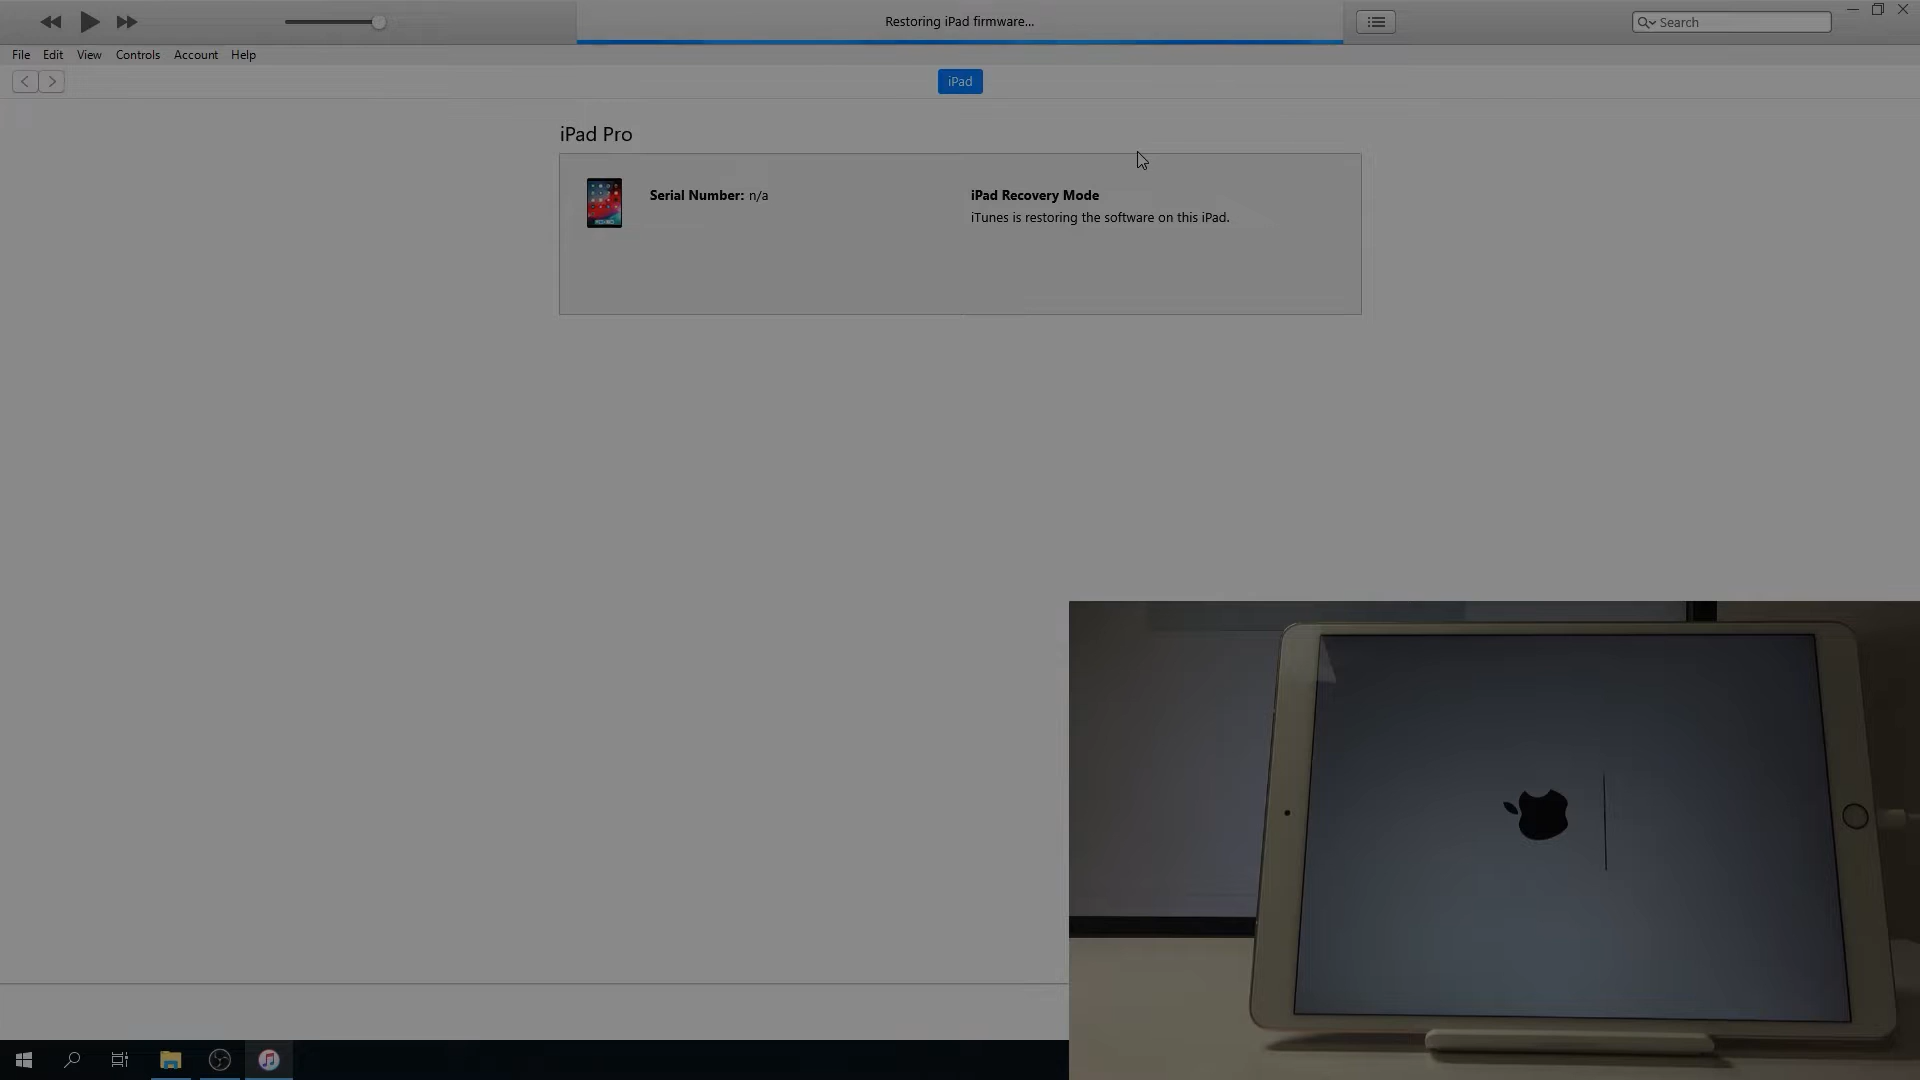 Restoring iPad firmware...
Search
File Edit View Controls Account Help
iPad
iPad Pro
Serial Number: n/a
iPad Recovery Mode
iTunes is restoring the software on this iPad.